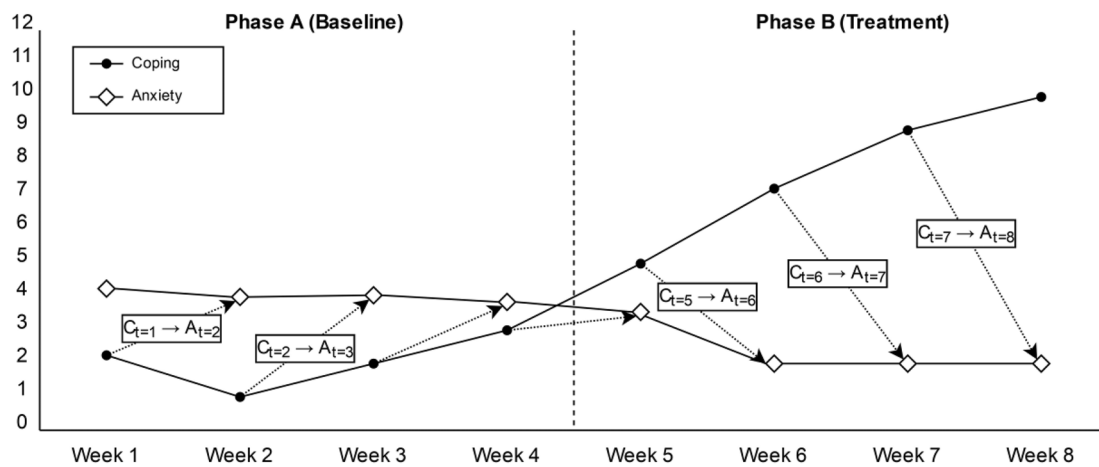 Phase A (Baseline)
Phase B (Treatment)
12
11
10
9
8
7
6
5
4
3
2
1
0
Coping
Anxiety
Cₜ₌₁ → Aₜ₌₂
Cₜ₌₂ → Aₜ₌₃
Cₜ₌₅ → Aₜ₌₆
Cₜ₌₆ → Aₜ₌₇
Cₜ₌₇ → Aₜ₌₈
Week 1 Week 2 Week 3 Week 4 Week 5 Week 6 Week 7 Week 8